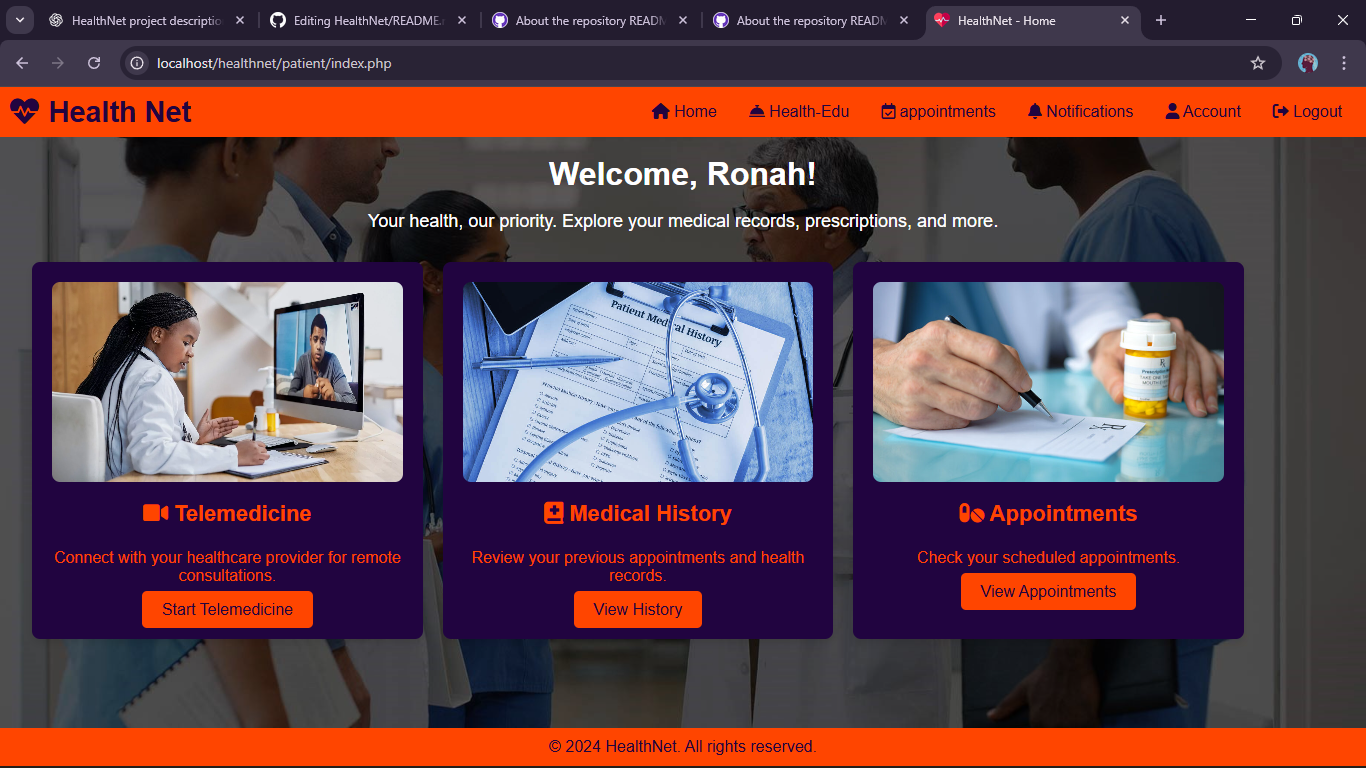 HealthNet project descriptio
Editing HealthNet/README.
About the repository READM
About the repository READM
HealthNet - Home
localhost/healthnet/patient/index.php
Health Net
Home
Health-Edu
appointments
Notifications
Account
Logout
Welcome, Ronah!
Your health, our priority. Explore your medical records, prescriptions, and more.
Patient Medical History
Telemedicine
Connect with your healthcare provider for remote
consultations.
Start Telemedicine
Medical History
Review your previous appointments and health
records.
View History
Appointments
Check your scheduled appointments.
View Appointments
© 2024 HealthNet. All rights reserved.